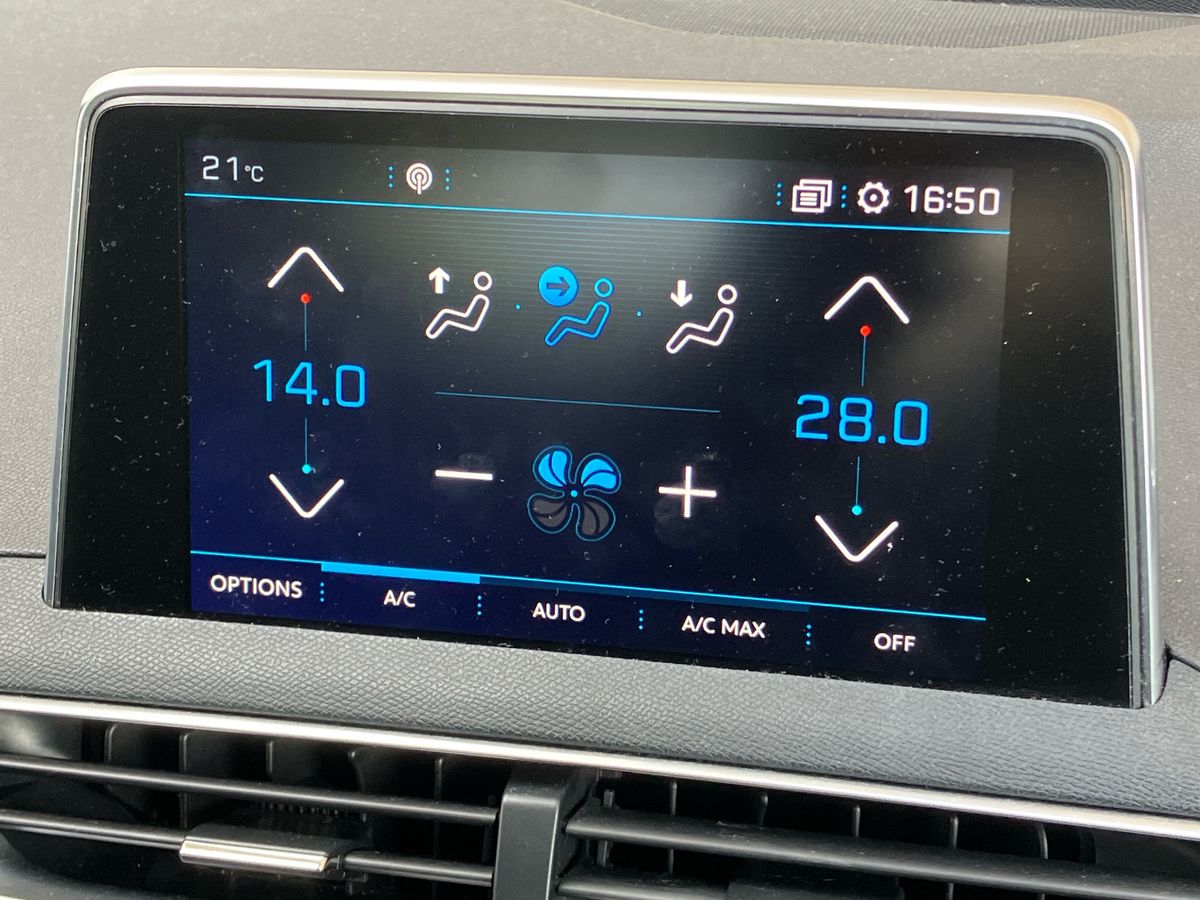 21°C
16:50
14.0
28.0
OPTIONS
A/C
AUTO
A/C MAX
OFF